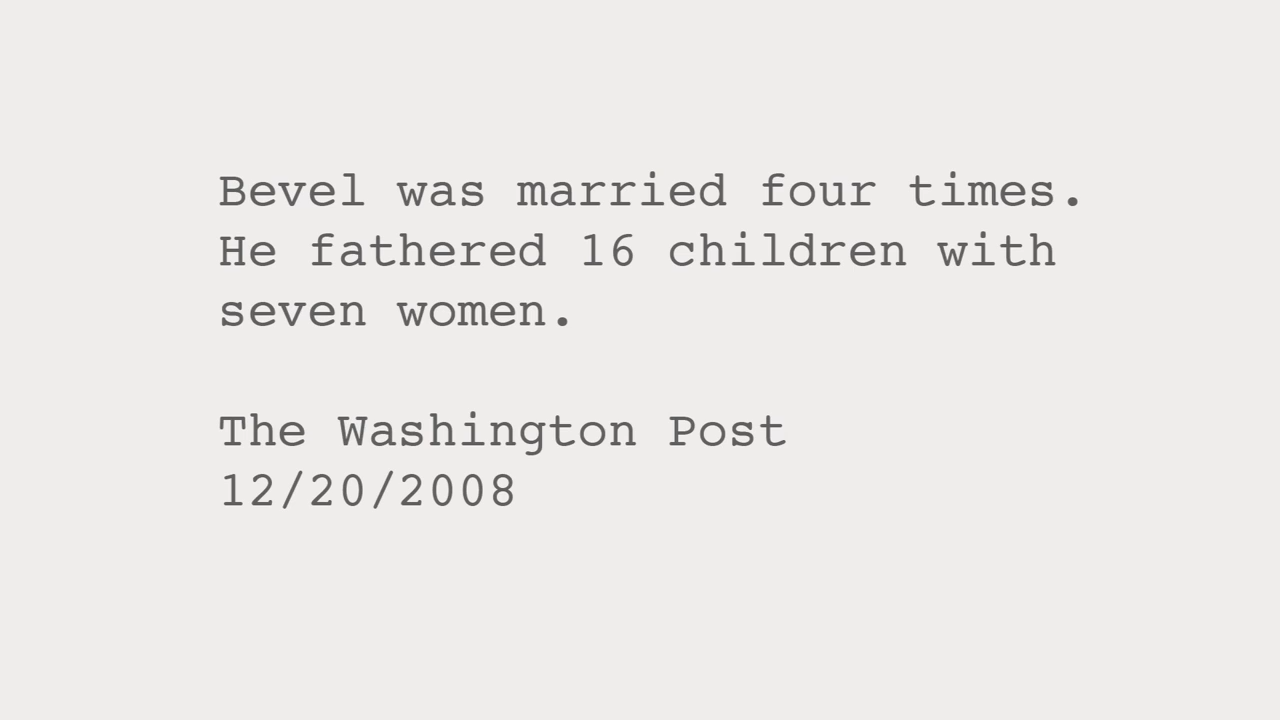 Bevel was married four times.
He fathered 16 children with
seven women.
The Washington Post
12/20/2008